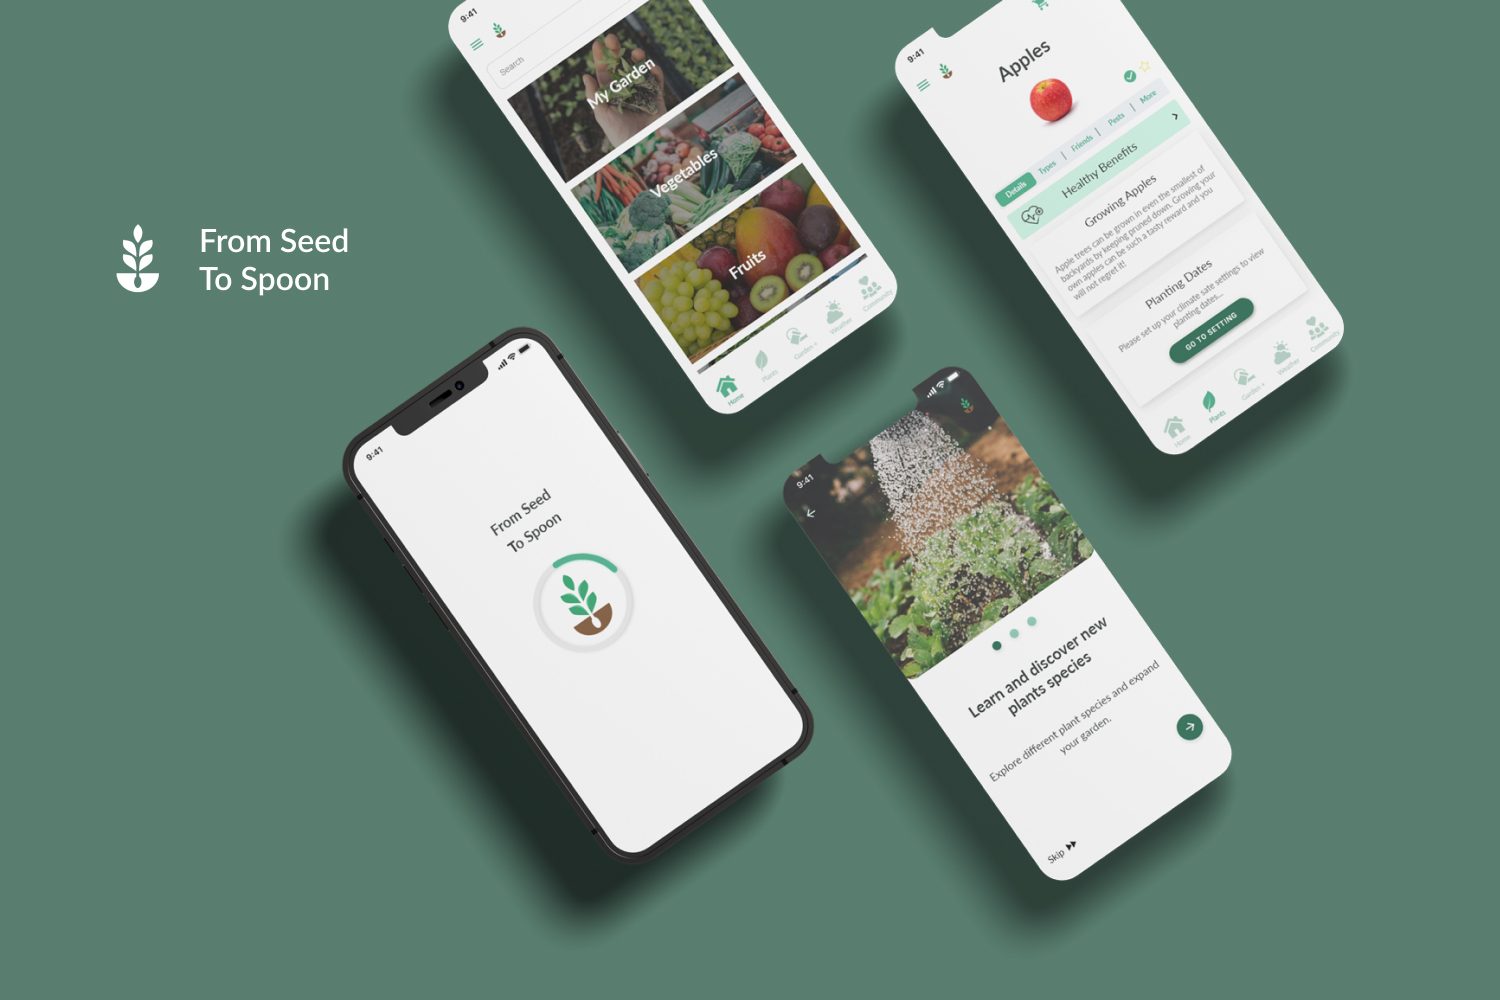 From Seed
To Spoon
9:41
Search
My Garden
Vegetables
Fruits
Home
Plants
Garden +
Weather
Community
9:41
Apples
Details
Types
Friends
Pests
More
Healthy Benefits
Growing Apples
Apple trees can be grown in even the smallest of
backyards by keeping pruned down. Growing your
own apples can be such a tasty reward and you
will not regret it!
Planting Dates
Please set up your climate sate settings to view
planting dates...
GO TO SETTING
Home
Plants
Garden +
Weather
Community
9:41
From Seed
To Spoon
9:41
Learn and discover new
plants species
Explore different plant species and expand
your garden.
Skip